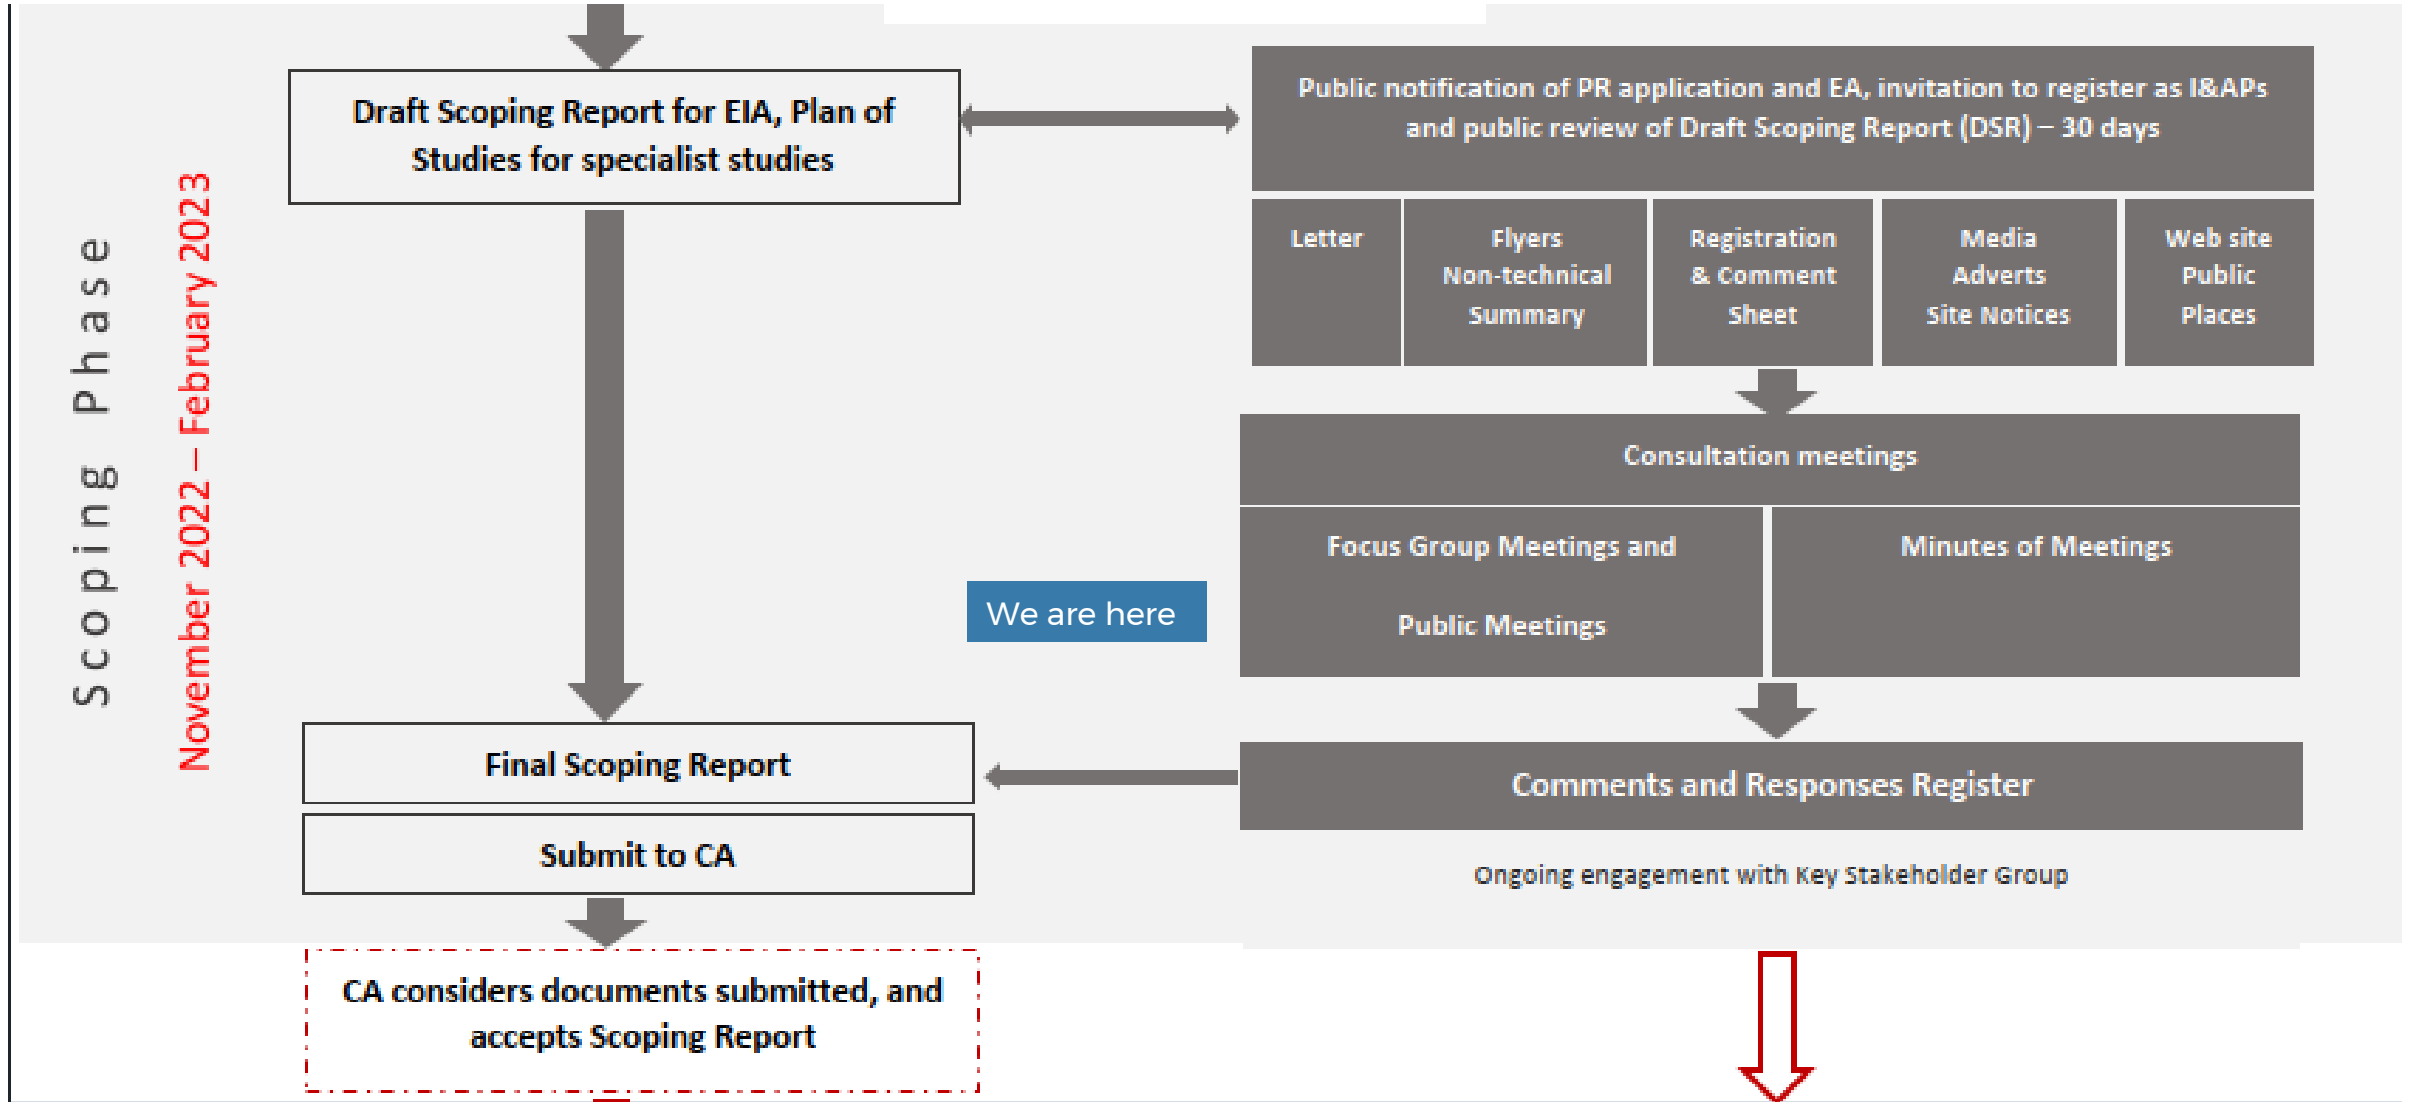 Scoping Phase
November 2022 – February 2023
Draft Scoping Report for EIA, Plan of
Studies for specialist studies
Public notification of PR application and EA, invitation to register as I&APs
and public review of Draft Scoping Report (DSR) – 30 days
Letter
Flyers
Non-technical
Summary
Registration
& Comment
Sheet
Media
Adverts
Site Notices
Web site
Public
Places
Consultation meetings
Focus Group Meetings and
Public Meetings
Minutes of Meetings
We are here
Final Scoping Report
Submit to CA
Comments and Responses Register
Ongoing engagement with Key Stakeholder Group
CA considers documents submitted, and
accepts Scoping Report